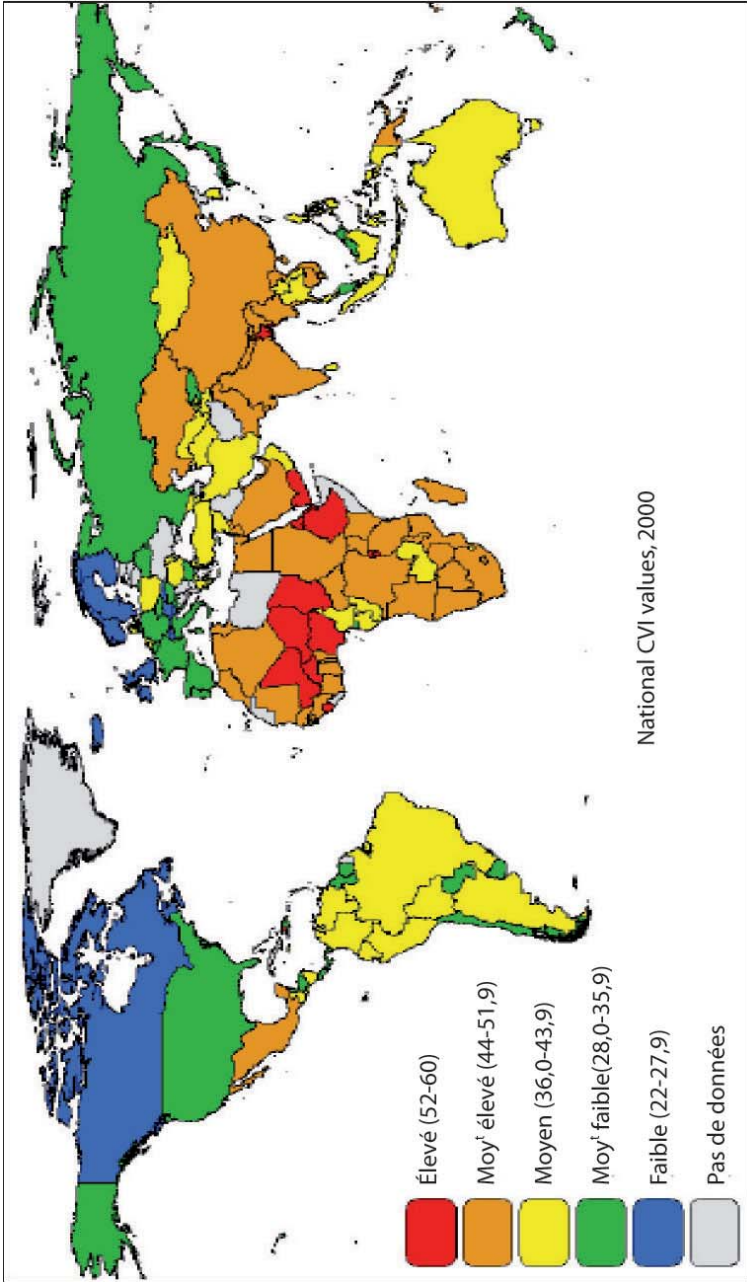 National CVI values, 2000
Élevé (52-60)
Moyᵗ élevé (44-51,9)
Moyen (36,0-43,9)
Moyᵗ faible(28,0-35,9)
Faible (22-27,9)
Pas de données